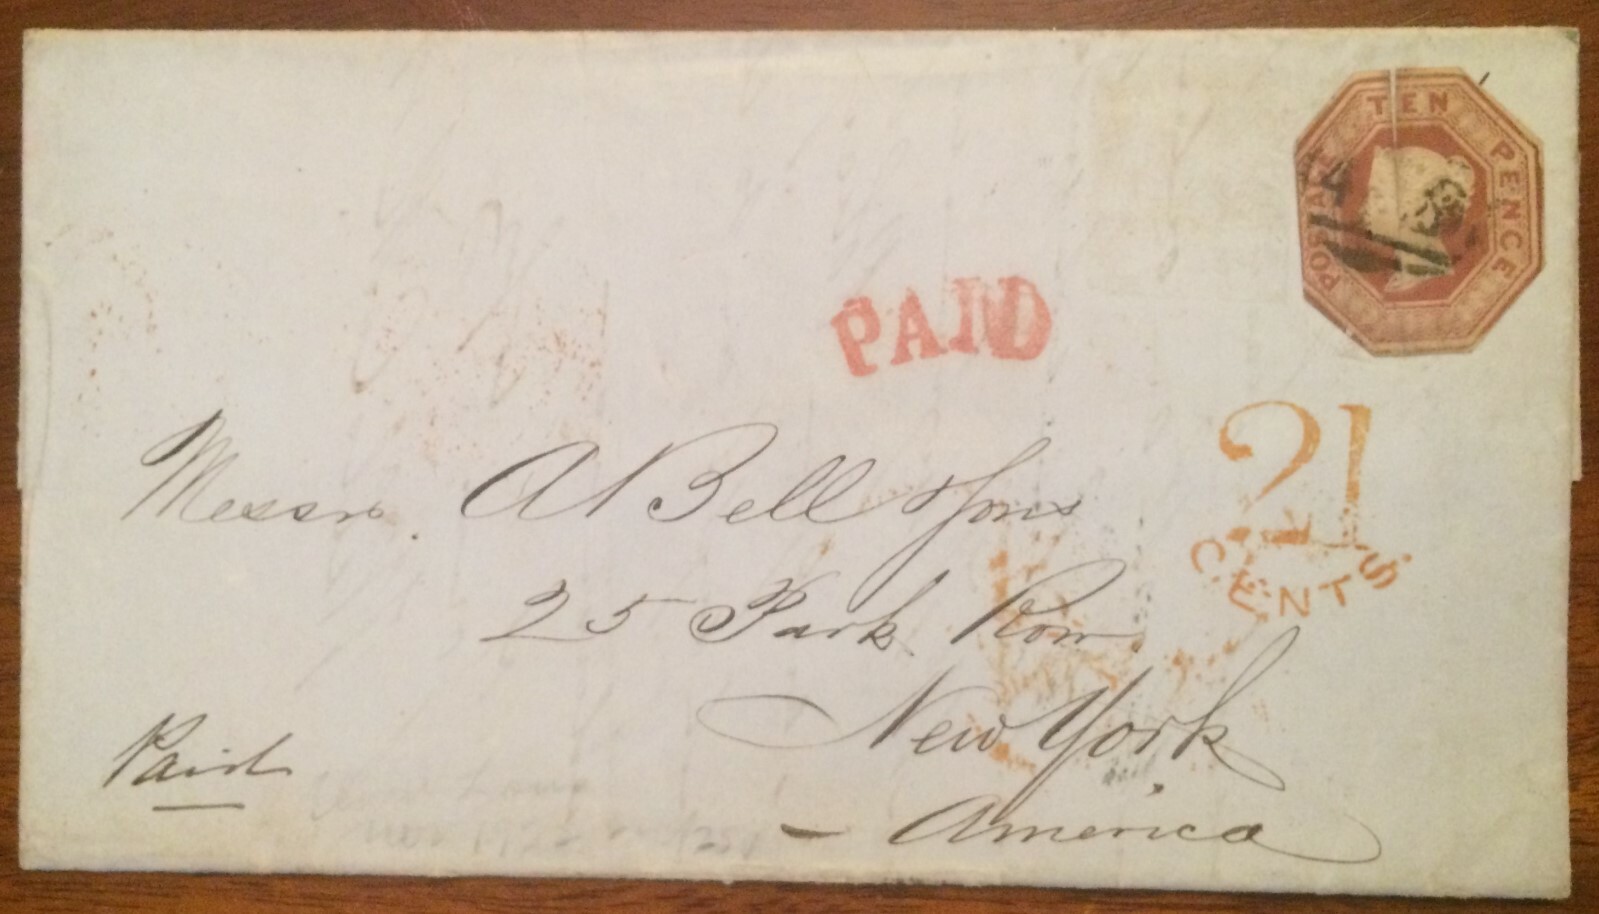 POSTAGE TEN PENCE
PAID
21
CENTS
Messrs. A Bell & Sons
25 Park Row
New York
Paid
— America